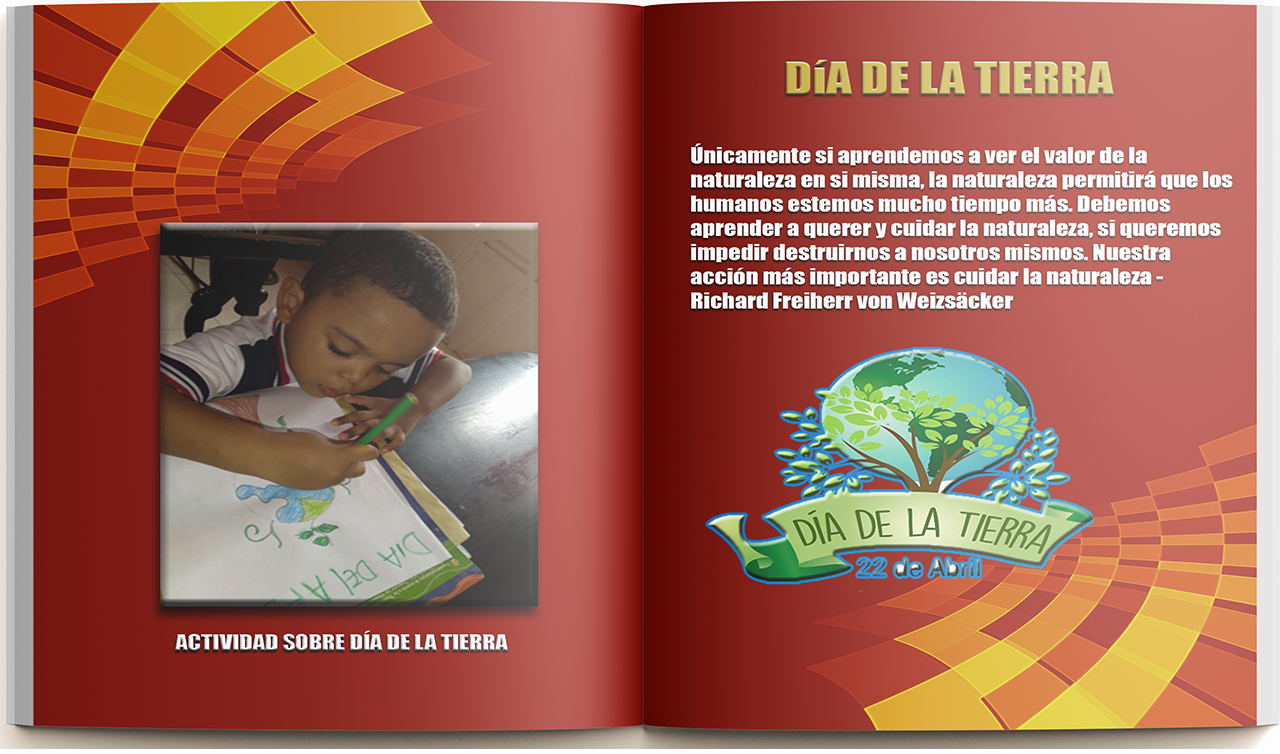 DIA DEL
ACTIVIDAD SOBRE DÍA DE LA TIERRA
DíA DE LA TIERRA
Únicamente si aprendemos a ver el valor de la
naturaleza en si misma, la naturaleza permitirá que los
humanos estemos mucho tiempo más. Debemos
aprender a querer y cuidar la naturaleza, si queremos
impedir destruirnos a nosotros mismos. Nuestra
acción más importante es cuidar la naturaleza -
Richard Freiherr von Weizsäcker
DÍA DE LA TIERRA
22 de Abril